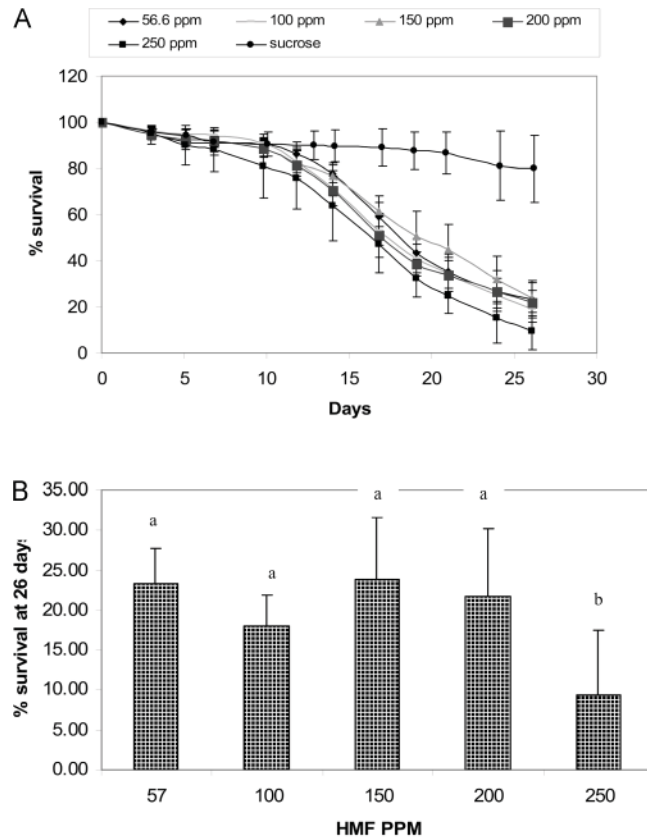 A
56.6 ppm 100 ppm 150 ppm 200 ppm
250 ppm sucrose
120
100
80
60
40
20
0
% survival
0 5 10 15 20 25 30
Days
B
35.00
30.00
25.00
20.00
15.00
10.00
5.00
0.00
% survival at 26 day:
a a a a b
57 100 150 200 250
HMF PPM